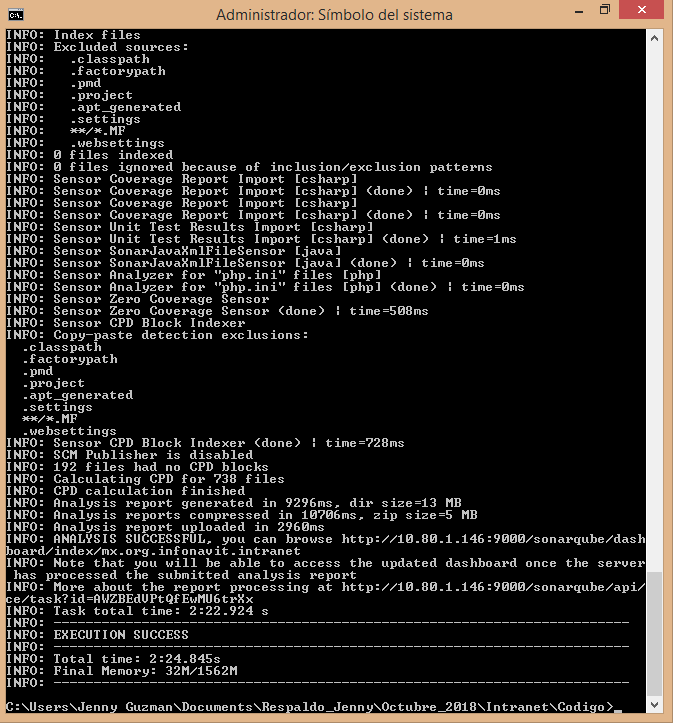 Administrador: Símbolo del sistema
INFO: Index files
INFO: Excluded sources:
INFO:   .classpath
INFO:   .factorypath
INFO:   .pmd
INFO:   .project
INFO:   .apt_generated
INFO:   .settings
INFO:   **/*.MF
INFO:   .websettings
INFO: 0 files indexed
INFO: 0 files ignored because of inclusion/exclusion patterns
INFO: Sensor Coverage Report Import [csharp]
INFO: Sensor Coverage Report Import [csharp] (done) | time=0ms
INFO: Sensor Coverage Report Import [csharp]
INFO: Sensor Coverage Report Import [csharp] (done) | time=0ms
INFO: Sensor Unit Test Results Import [csharp]
INFO: Sensor Unit Test Results Import [csharp] (done) | time=1ms
INFO: Sensor SonarJavaXmlFileSensor [java]
INFO: Sensor SonarJavaXmlFileSensor [java] (done) | time=0ms
INFO: Sensor Analyzer for "php.ini" files [php]
INFO: Sensor Analyzer for "php.ini" files [php] (done) | time=0ms
INFO: Sensor Zero Coverage Sensor
INFO: Sensor Zero Coverage Sensor (done) | time=508ms
INFO: Sensor CPD Block Indexer
INFO: Copy-paste detection exclusions:
  .classpath
  .factorypath
  .pmd
  .project
  .apt_generated
  .settings
  **/*.MF
  .websettings
INFO: Sensor CPD Block Indexer (done) | time=728ms
INFO: SCM Publisher is disabled
INFO: 192 files had no CPD blocks
INFO: Calculating CPD for 738 files
INFO: CPD calculation finished
INFO: Analysis report generated in 9296ms, dir size=13 MB
INFO: Analysis reports compressed in 10706ms, zip size=5 MB
INFO: Analysis report uploaded in 2960ms
INFO: ANALYSIS SUCCESSFUL, you can browse http://10.80.1.146:9000/sonarqube/dash
board/index/mx.org.infonavit.intranet
INFO: Note that you will be able to access the updated dashboard once the server
 has processed the submitted analysis report
INFO: More about the report processing at http://10.80.1.146:9000/sonarqube/api/
ce/task?id=AWZBEdVPtQfEwMU6trXx
INFO: Task total time: 2:22.924 s
INFO: ------------------------------------------------------------------------
INFO: EXECUTION SUCCESS
INFO: ------------------------------------------------------------------------
INFO: Total time: 2:24.845s
INFO: Final Memory: 32M/1562M
INFO: ------------------------------------------------------------------------
C:\Users\Jenny Guzman\Documents\Respaldo_Jenny\Octubre_2018\Intranet\Codigo>_